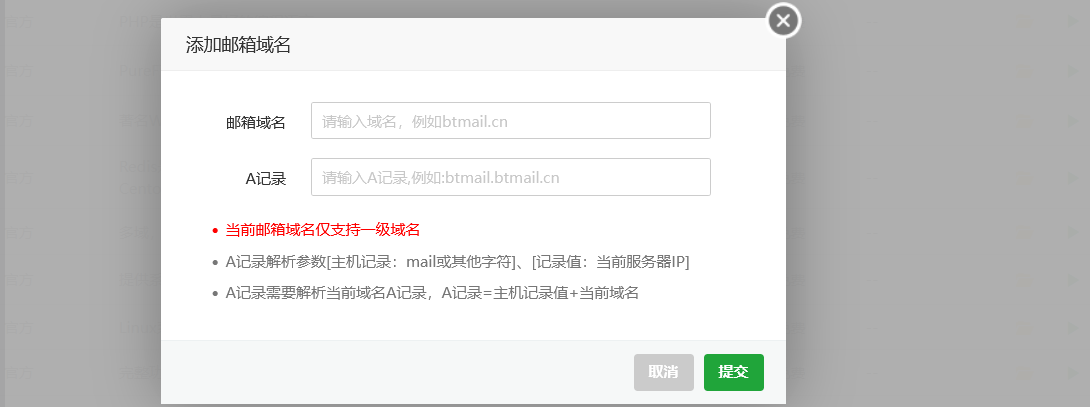 添加邮箱域名
邮箱域名 请输入域名，例如btmail.cn
A记录 请输入A记录,例如:btmail.btmail.cn
• 当前邮箱域名仅支持一级域名
• A记录解析参数[主机记录：mail或其他字符]、[记录值：当前服务器IP]
• A记录需要解析当前域名A记录，A记录=主机记录值+当前域名
取消 提交